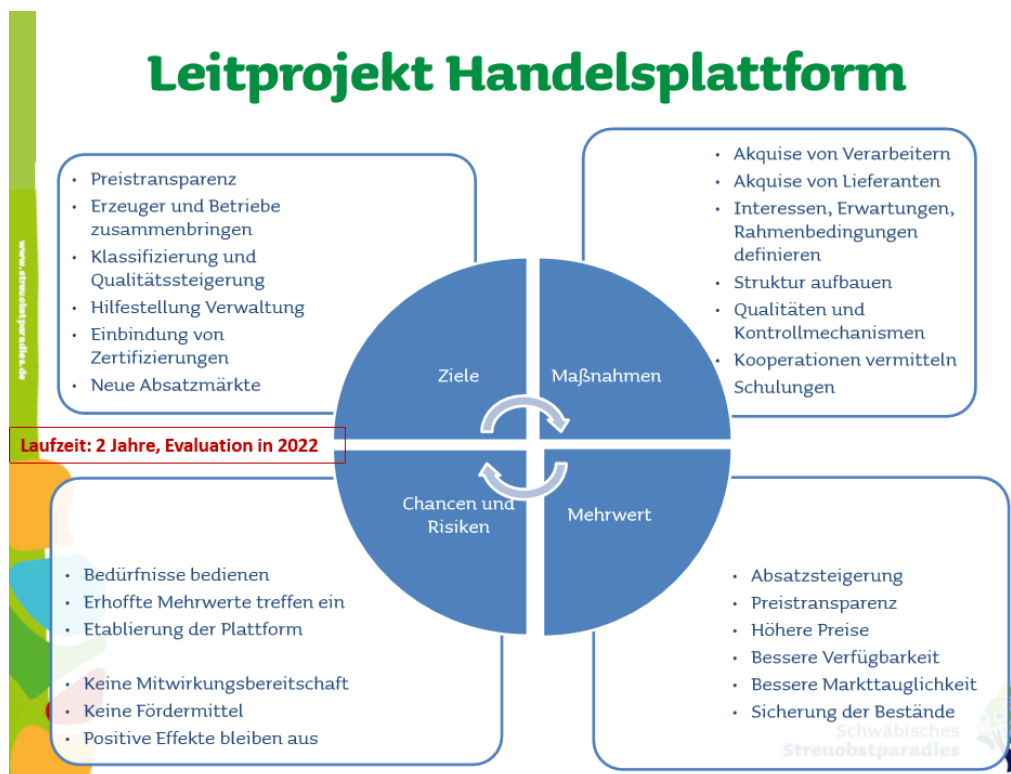 Leitprojekt Handelsplattform
• Preistransparenz
• Erzeuger und Betriebe
zusammenbringen
• Klassifizierung und
Qualitätssteigerung
• Hilfestellung Verwaltung
• Einbindung von
Zertifizierungen
• Neue Absatzmärkte
• Akquise von Verarbeitern
• Akquise von Lieferanten
• Interessen, Erwartungen,
Rahmenbedingungen
definieren
• Struktur aufbauen
• Qualitäten und
Kontrollmechanismen
• Kooperationen vermitteln
Schulungen
Ziele
Maßnahmen
Laufzeit: 2 Jahre, Evaluation in 2022
Chancen und
Risiken
Mehrwert
• Bedürfnisse bedienen
• Erhoffte Mehrwerte treffen ein
• Etablierung der Plattform
• Keine Mitwirkungsbereitschaft
• Keine Fördermittel
• Positive Effekte bleiben aus
• Absatzsteigerung
• Preistransparenz
• Höhere Preise
• Bessere Verfügbarkeit
• Bessere Markttauglichkeit
• Sicherung der Bestände
Schwäbisches
Streuobstparadies
www.streuobstparadies.de